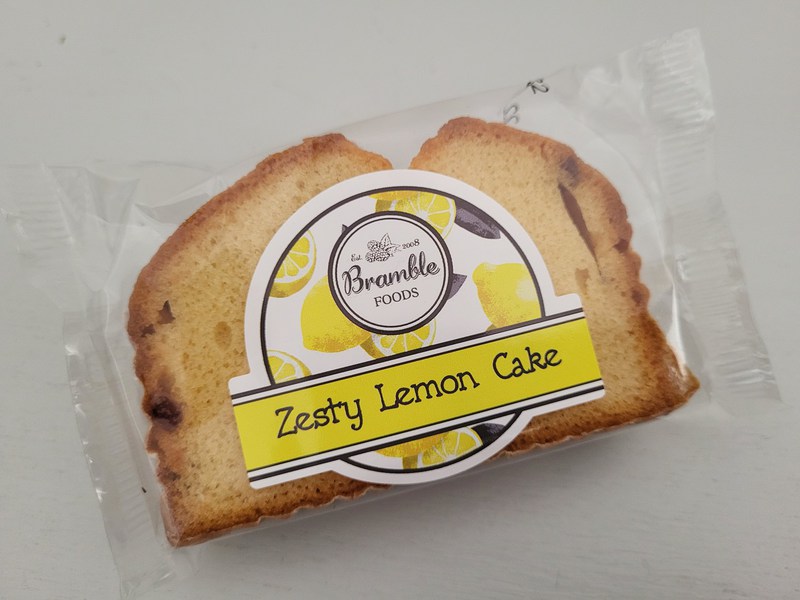 Est. 2008
Bramble
FOODS
Zesty Lemon Cake